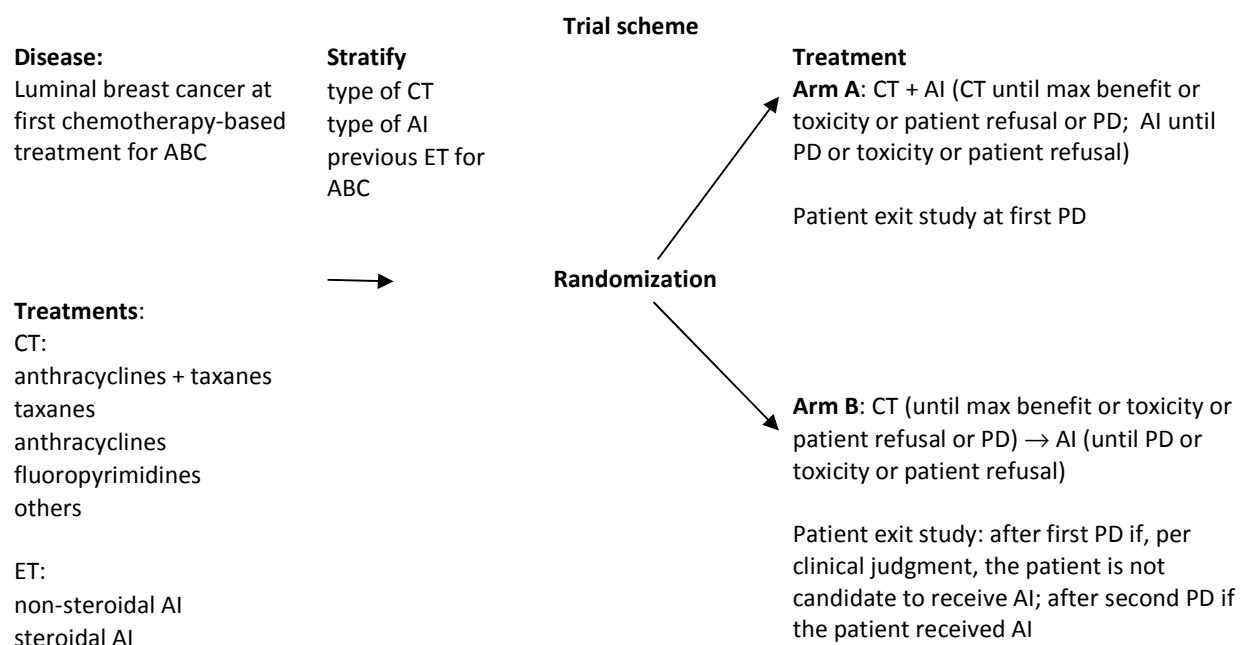 Trial scheme
Disease:
Luminal breast cancer at
first chemotherapy-based
treatment for ABC
Stratify
type of CT
type of AI
previous ET for
ABC
Treatment
Arm A: CT + AI (CT until max benefit or
toxicity or patient refusal or PD; AI until
PD or toxicity or patient refusal)
Patient exit study at first PD
Randomization
Treatments:
CT:
anthracyclines + taxanes
taxanes
anthracyclines
fluoropyrimidines
others
ET:
non-steroidal AI
steroidal AI
Arm B: CT (until max benefit or toxicity or
patient refusal or PD) → AI (until PD or
toxicity or patient refusal)
Patient exit study: after first PD if, per
clinical judgment, the patient is not
candidate to receive AI; after second PD if
the patient received AI